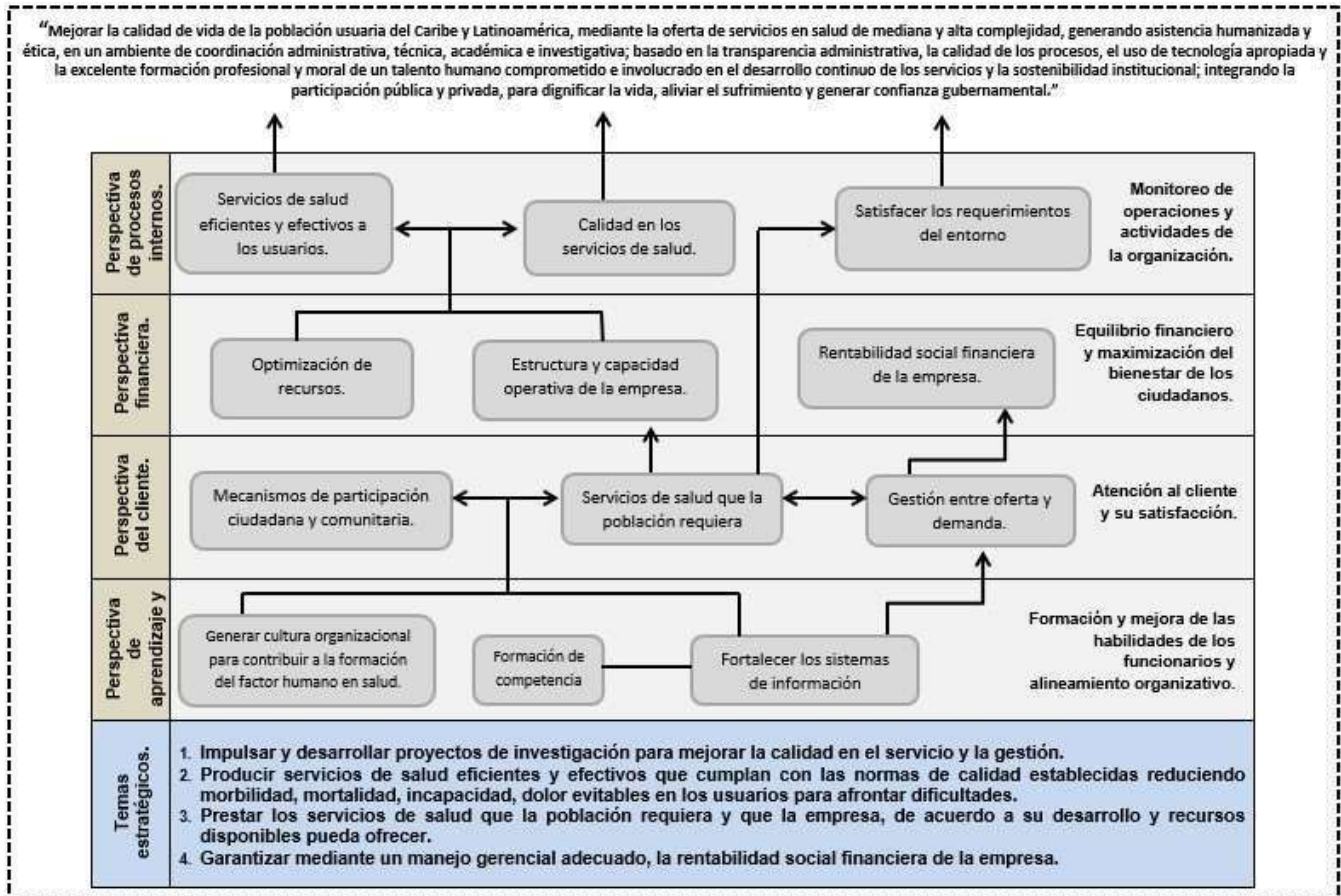 “Mejorar la calidad de vida de la población usuaria del Caribe y Latinoamérica, mediante la oferta de servicios en salud de mediana y alta complejidad, generando asistencia humanizada y
ética, en un ambiente de coordinación administrativa, técnica, académica e investigativa; basado en la transparencia administrativa, la calidad de los procesos, el uso de tecnología apropiada y
la excelente formación profesional y moral de un talento humano comprometido e involucrado en el desarrollo continuo de los servicios y la sostenibilidad institucional; integrando la
participación pública y privada, para dignificar la vida, aliviar el sufrimiento y generar confianza gubernamental.”
Perspectiva
de procesos
internos.
Servicios de salud
eficientes y efectivos a
los usuarios.
Calidad en los
servicios de salud.
Satisfacer los requerimientos
del entorno
Monitoreo de
operaciones y
actividades de
la organización.
Perspectiva
financiera.
Optimización de
recursos.
Estructura y capacidad
operativa de la empresa.
Rentabilidad social financiera
de la empresa.
Equilibrio financiero
y maximización del
bienestar de los
ciudadanos.
Perspectiva
del cliente.
Mecanismos de participación
ciudadana y comunitaria.
Servicios de salud que la
población requiera
Gestión entre oferta y
demanda.
Atención al cliente
y su satisfacción.
Perspectiva
de
aprendizaje y
Generar cultura organizacional
para contribuir a la formación
del factor humano en salud.
Formación de
competencia
Fortalecer los sistemas
de información
Formación y mejora de las
habilidades de los
funcionarios y
alineamiento organizativo.
Temas
estratégicos.
1. Impulsar y desarrollar proyectos de investigación para mejorar la calidad en el servicio y la gestión.
2. Producir servicios de salud eficientes y efectivos que cumplan con las normas de calidad establecidas reduciendo
morbilidad, mortalidad, incapacidad, dolor evitables en los usuarios para afrontar dificultades.
3. Prestar los servicios de salud que la población requiera y que la empresa, de acuerdo a su desarrollo y recursos
disponibles pueda ofrecer.
4. Garantizar mediante un manejo gerencial adecuado, la rentabilidad social financiera de la empresa.